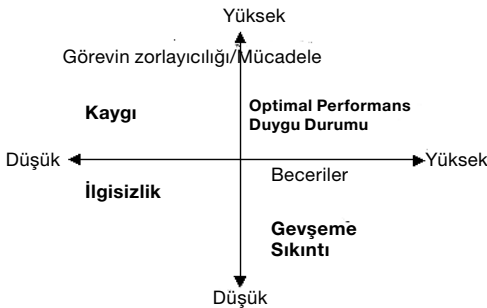 Yüksek
Görevin zorlayıcılığı/Mücadele
Kaygı
Optimal Performans
Duygu Durumu
Düşük
Yüksek
Beceriler
İlgisizlik
Gevşeme
Sıkıntı
Düşük